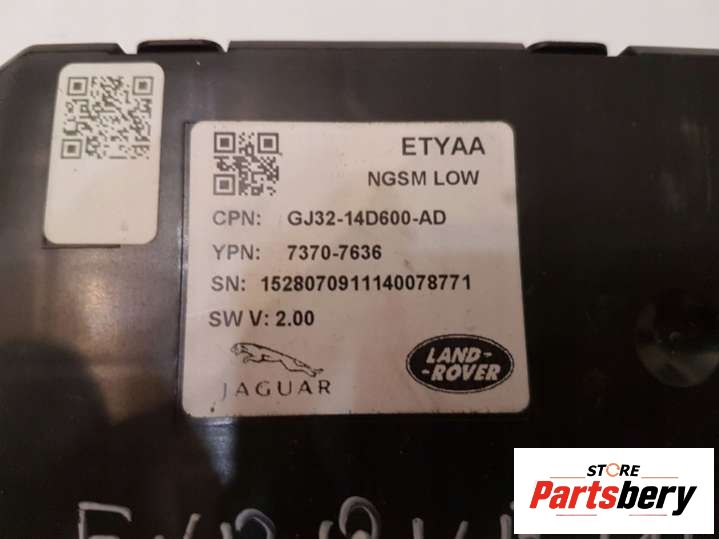 ETYAA
NGSM LOW
CPN: GJ32-14D600-AD
YPN: 7370-7636
SN: 1528070911140078771
SW V: 2.00
JAGUAR
LAND-
-ROVER
STORE
Partsbery